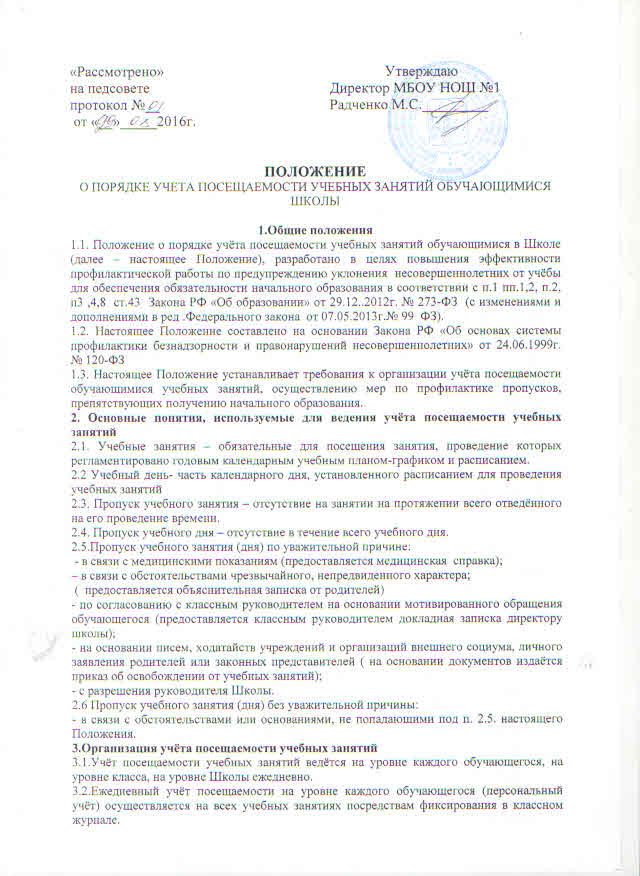 «Рассмотрено»
на педсовете
протокол № 01
от « » 2016г.
Утверждаю
Директор МБОУ НОШ №1
Радченко М.С.
ПОЛОЖЕНИЕ
О ПОРЯДКЕ УЧЕТА ПОСЕЩАЕМОСТИ УЧЕБНЫХ ЗАНЯТИЙ ОБУЧАЮЩИМИСЯ
ШКОЛЫ
1.Общие положения
1.1. Положение о порядке учёта посещаемости учебных занятий обучающимися в Школе
(далее – настоящее Положение), разработано в целях повышения эффективности
профилактической работы по предупреждению уклонения несовершеннолетних от учёбы
для обеспечения обязательности начального образования в соответствии с п.1 пп.1,2, п.2,
п3 ,4,8 ст.43 Закона РФ «Об образовании» от 29.12..2012г. № 273-ФЗ (с изменениями и
дополнениями в ред .Федерального закона от 07.05.2013г.№ 99 ФЗ).
1.2. Настоящее Положение составлено на основании Закона РФ «Об основах системы
профилактики безнадзорности и правонарушений несовершеннолетних» от 24.06.1999г.
№ 120-ФЗ
1.3. Настоящее Положение устанавливает требования к организации учёта посещаемости
обучающимися учебных занятий, осуществлению мер по профилактике пропусков,
препятствующих получению начального образования..
2. Основные понятия, используемые для ведения учёта посещаемости учебных
занятий
2.1. Учебные занятия – обязательные для посещения занятия, проведение которых
регламентировано годовым календарным учебным планом-графиком и расписанием.
2.2 Учебный день- часть календарного дня, установленного расписанием для проведения
учебных занятий
2.3. Пропуск учебного занятия – отсутствие на занятии на протяжении всего отведённого
на его проведение времени.
2.4. Пропуск учебного дня – отсутствие в течение всего учебного дня.
2.5.Пропуск учебного занятия (дня) по уважительной причине:
- в связи с медицинскими показаниям (предоставляется медицинская справка);
– в связи с обстоятельствами чрезвычайного, непредвиденного характера;
( предоставляется объяснительная записка от родителей)
- по согласованию с классным руководителем на основании мотивированного обращения
обучающегося (предоставляется классным руководителем докладная записка директору
школы);
- на основании писем, ходатайств учреждений и организаций внешнего социума, личного
заявления родителей или законных представителей ( на основании документов издаётся
приказ об освобождении от учебных занятий);
- с разрешения руководителя Школы.
2.6 Пропуск учебного занятия (дня) без уважительной причины:
- в связи с обстоятельствами или основаниями, не попадающими под п. 2.5. настоящего
Положения.
3.Организация учёта посещаемости учебных занятий
3.1.Учёт посещаемости учебных занятий ведётся на уровне каждого обучающегося, на
уровне класса, на уровне Школы ежедневно.
3.2.Ежедневный учёт посещаемости на уровне каждого обучающегося (персональный
учёт) осуществляется на всех учебных занятиях посредствам фиксирования в классном
журнале.